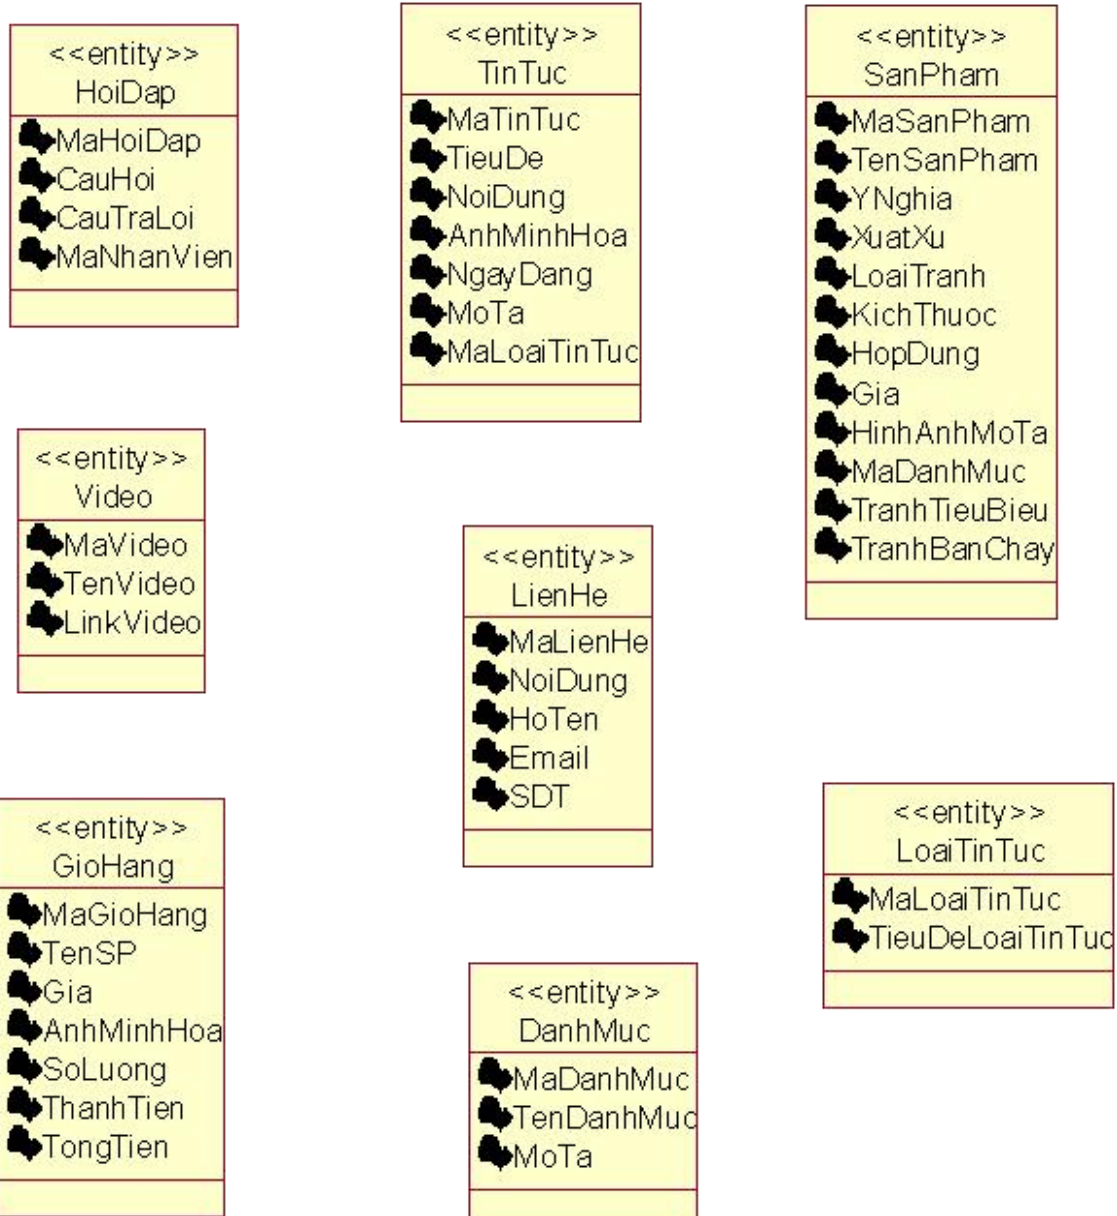 <<entity>>
HoiDap
MaHoiDap
CauHoi
CauTraLoi
MaNhanVien
<<entity>>
TinTuc
MaTinTuc
TieuDe
NoiDung
AnhMinhHoa
NgayDang
MoTa
MaLoaiTinTuc
<<entity>>
SanPham
MaSanPham
TenSanPham
YNghia
XuatXu
LoaiTranh
KichThuoc
HopDung
Gia
HinhAnhMoTa
MaDanhMuc
TranhTieuBieu
TranhBanChay
<<entity>>
Video
MaVideo
TenVideo
LinkVideo
<<entity>>
LienHe
MaLienHe
NoiDung
HoTen
Email
SDT
<<entity>>
GioHang
MaGioHang
TenSP
Gia
AnhMinhHoa
SoLuong
ThanhTien
TongTien
<<entity>>
LoaiTinTuc
MaLoaiTinTuc
TieuDeLoaiTinTuc
<<entity>>
DanhMuc
MaDanhMuc
TenDanhMuc
MoTa